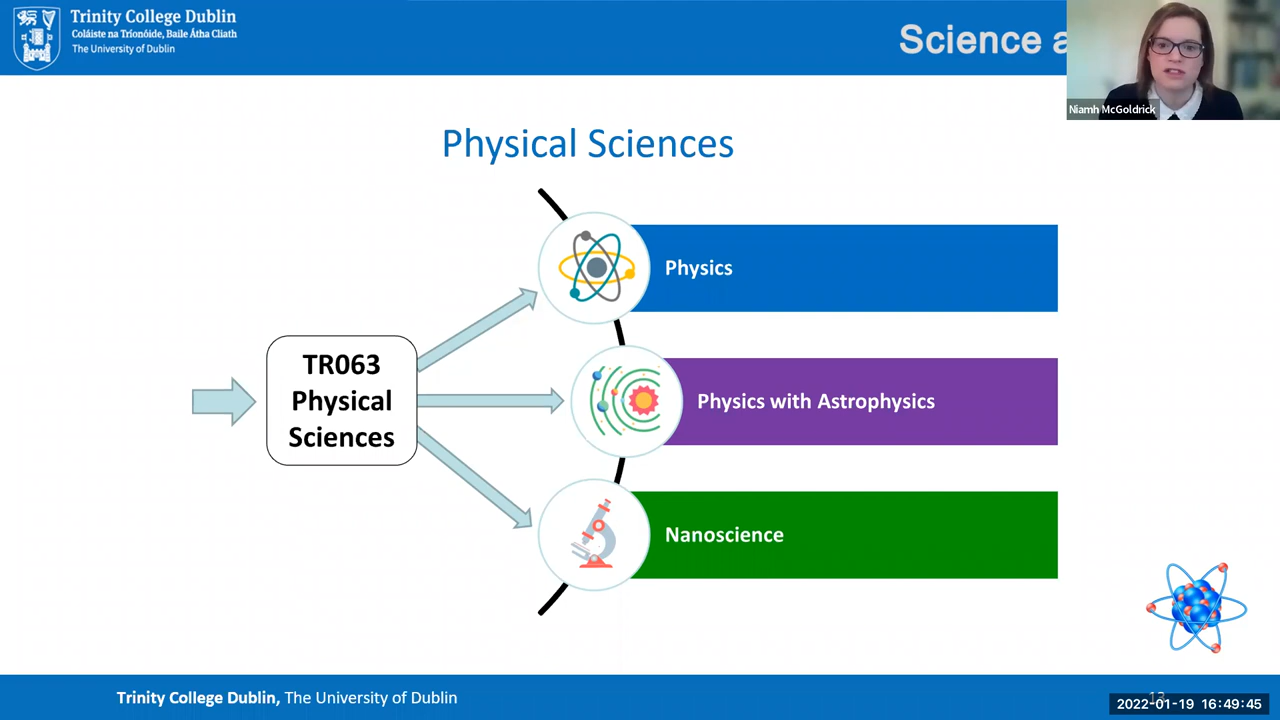 Trinity College Dublin
Coláiste na Tríonóide, Baile Átha Cliath
The University of Dublin
Science a
Niamh McGoldrick
Physical Sciences
Physics
TR063
Physical
Sciences
Physics with Astrophysics
Nanoscience
Trinity College Dublin, The University of Dublin
13
2022-01-19 16:49:45